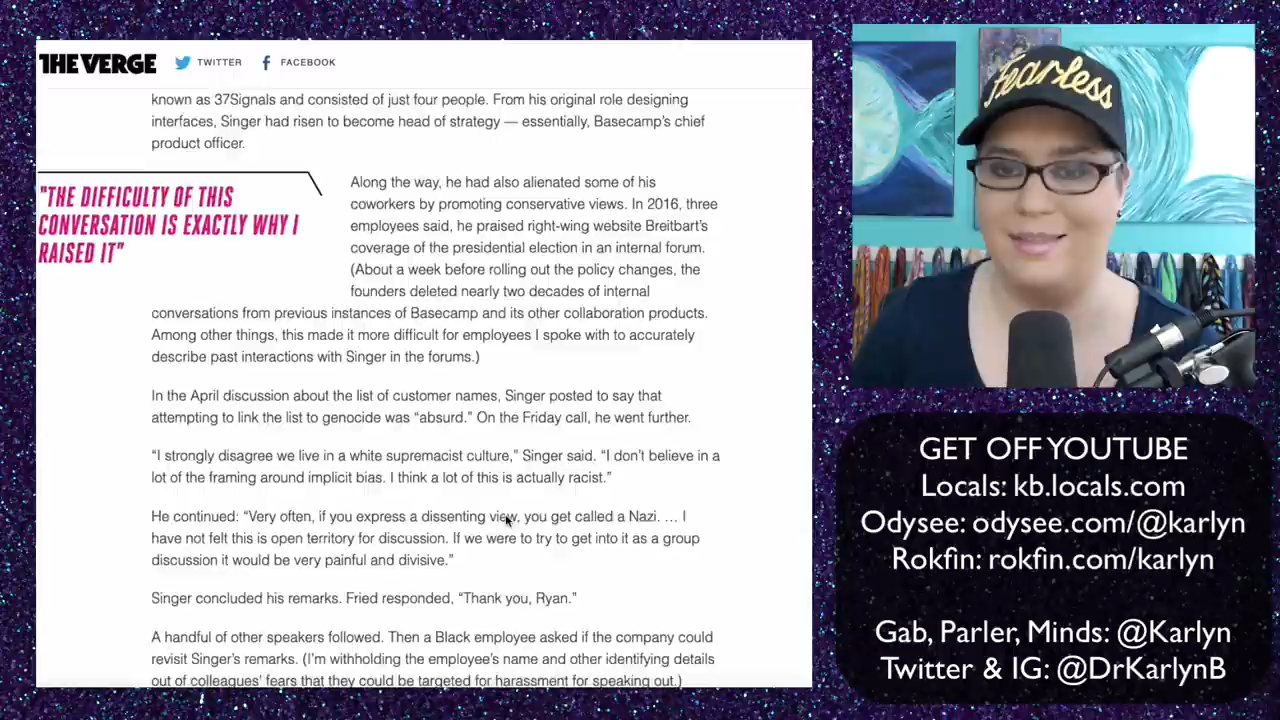 THE VERGE
TWITTER
FACEBOOK
known as 37Signals and consisted of just four people. From his original role designing
interfaces, Singer had risen to become head of strategy — essentially, Basecamp's chief
product officer.
"THE DIFFICULTY OF THIS
CONVERSATION IS EXACTLY WHY I
RAISED IT"
Along the way, he had also alienated some of his
coworkers by promoting conservative views. In 2016, three
employees said, he praised right-wing website Breitbart's
coverage of the presidential election in an internal forum.
(About a week before rolling out the policy changes, the
founders deleted nearly two decades of internal
conversations from previous instances of Basecamp and its other collaboration products.
Among other things, this made it more difficult for employees I spoke with to accurately
describe past interactions with Singer in the forums.)
In the April discussion about the list of customer names, Singer posted to say that
attempting to link the list to genocide was “absurd.” On the Friday call, he went further.
“I strongly disagree we live in a white supremacist culture,” Singer said. “I don't believe in a
lot of the framing around implicit bias. I think a lot of this is actually racist.”
He continued: “Very often, if you express a dissenting view, you get called a Nazi. … I
have not felt this is open territory for discussion. If we were to try to get into it as a group
discussion it would be very painful and divisive.”
Singer concluded his remarks. Fried responded, “Thank you, Ryan.”
A handful of other speakers followed. Then a Black employee asked if the company could
revisit Singer's remarks. (I'm withholding the employee's name and other identifying details
out of colleagues' fears that they could be targeted for harassment for speaking out.)
Fearless
GET OFF YOUTUBE
Locals: kb.locals.com
Odysee: odysee.com/@karlyn
Rokfin: rokfin.com/karlyn
Gab, Parler, Minds: @Karlyn
Twitter & IG: @DrKarlynB